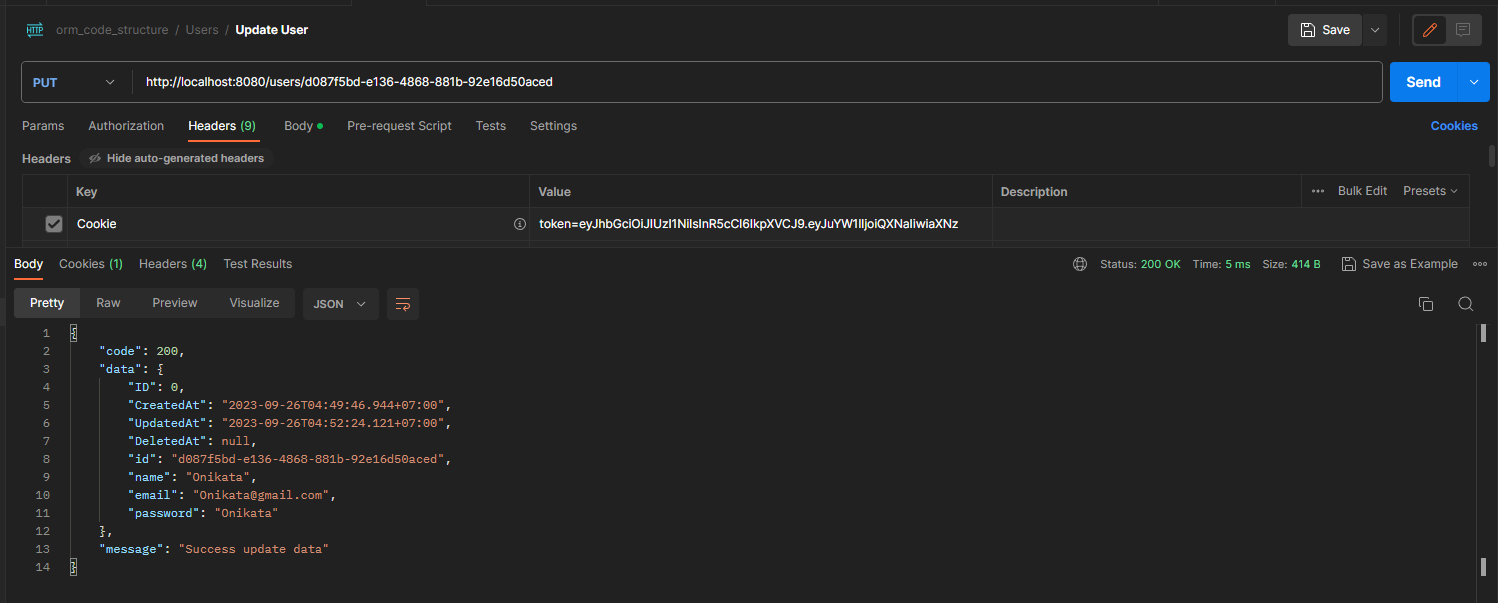 HTTP orm_code_structure / Users / Update User Save
PUT http://localhost:8080/users/d087f5bd-e136-4868-881b-92e16d50aced Send
Params Authorization Headers (9) Body Pre-request Script Tests Settings Cookies
Headers Hide auto-generated headers
Key Value Description ••• Bulk Edit Presets
Cookie token=eyJhbGciOiJIUzI1NiIsInR5cCI6IkpXVCJ9.eyJuYW1lIjoiQXNaIiwiaXNz
Body Cookies (1) Headers (4) Test Results Status: 200 OK Time: 5 ms Size: 414 B Save as Example
Pretty Raw Preview Visualize JSON
1 {
2 "code": 200,
3 "data": {
4 "ID": 0,
5 "CreatedAt": "2023-09-26T04:49:46.944+07:00",
6 "UpdatedAt": "2023-09-26T04:52:24.121+07:00",
7 "DeletedAt": null,
8 "id": "d087f5bd-e136-4868-881b-92e16d50aced",
9 "name": "Onikata",
10 "email": "Onikata@gmail.com",
11 "password": "Onikata"
12 },
13 "message": "Success update data"
14 }